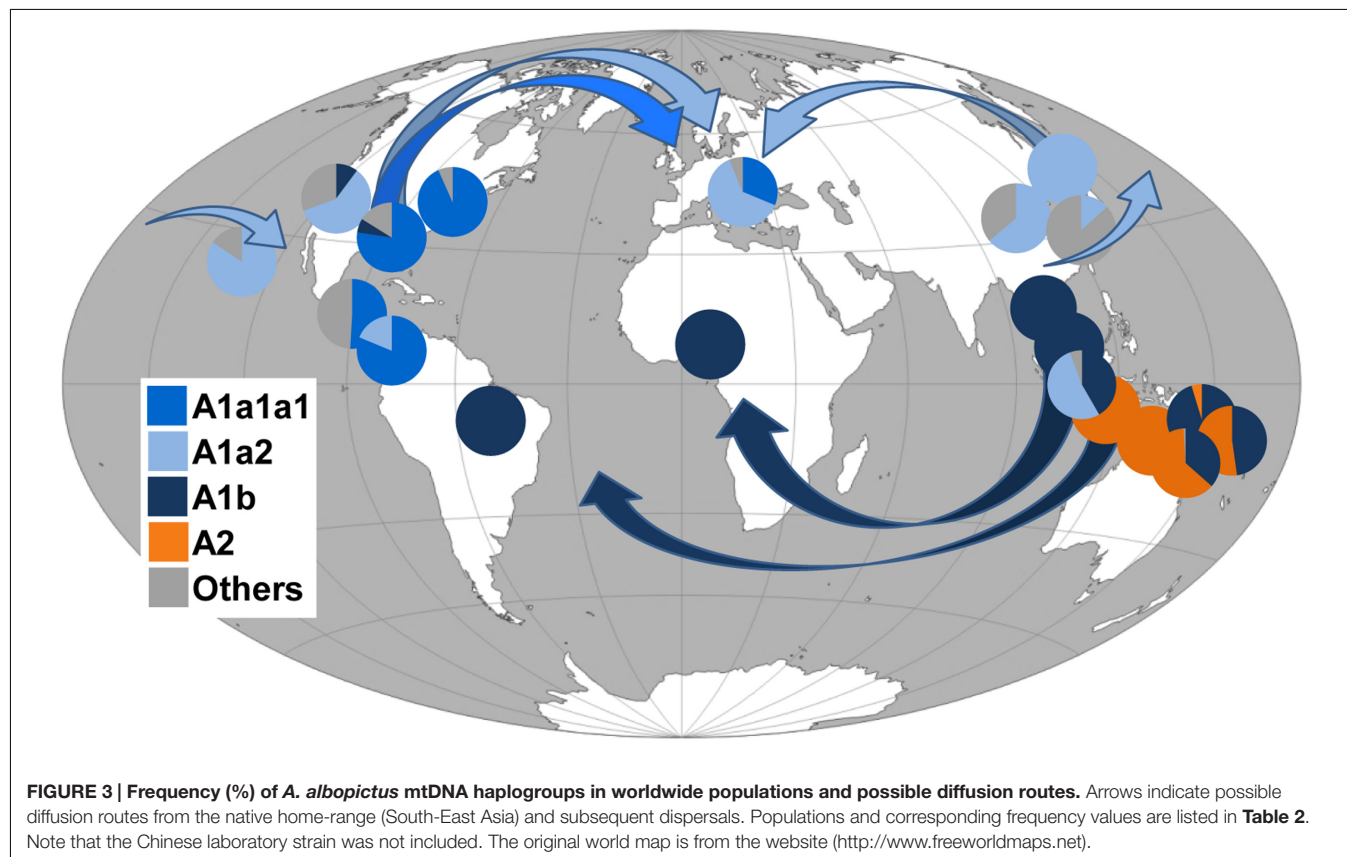 A1a1a1
A1a2
A1b
A2
Others
FIGURE 3 | Frequency (%) of A. albopictus mtDNA haplogroups in worldwide populations and possible diffusion routes. Arrows indicate possible
diffusion routes from the native home-range (South-East Asia) and subsequent dispersals. Populations and corresponding frequency values are listed in Table 2.
Note that the Chinese laboratory strain was not included. The original world map is from the website (http://www.freeworldmaps.net).